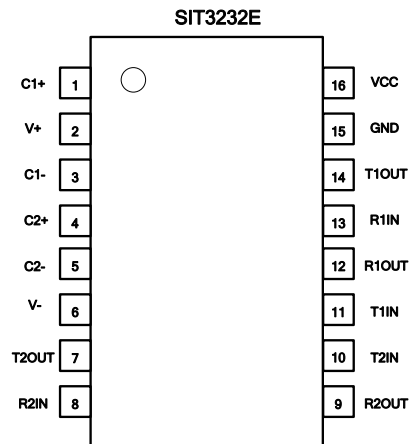 SIT3232E
C1+ 1 16 VCC
V+ 2 15 GND
C1- 3 14 T1OUT
C2+ 4 13 R1IN
C2- 5 12 R1OUT
V- 6 11 T1IN
T2OUT 7 10 T2IN
R2IN 8 9 R2OUT